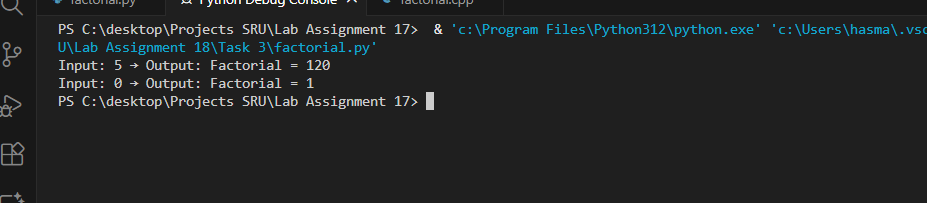 factorial.py Python Debug Console factorial.cpp
PS C:\desktop\Projects SRU\Lab Assignment 17>  & 'c:\Program Files\Python312\python.exe' 'c:\Users\hasma\.vsc
U\Lab Assignment 18\Task 3\factorial.py'
Input: 5 → Output: Factorial = 120
Input: 0 → Output: Factorial = 1
PS C:\desktop\Projects SRU\Lab Assignment 17>